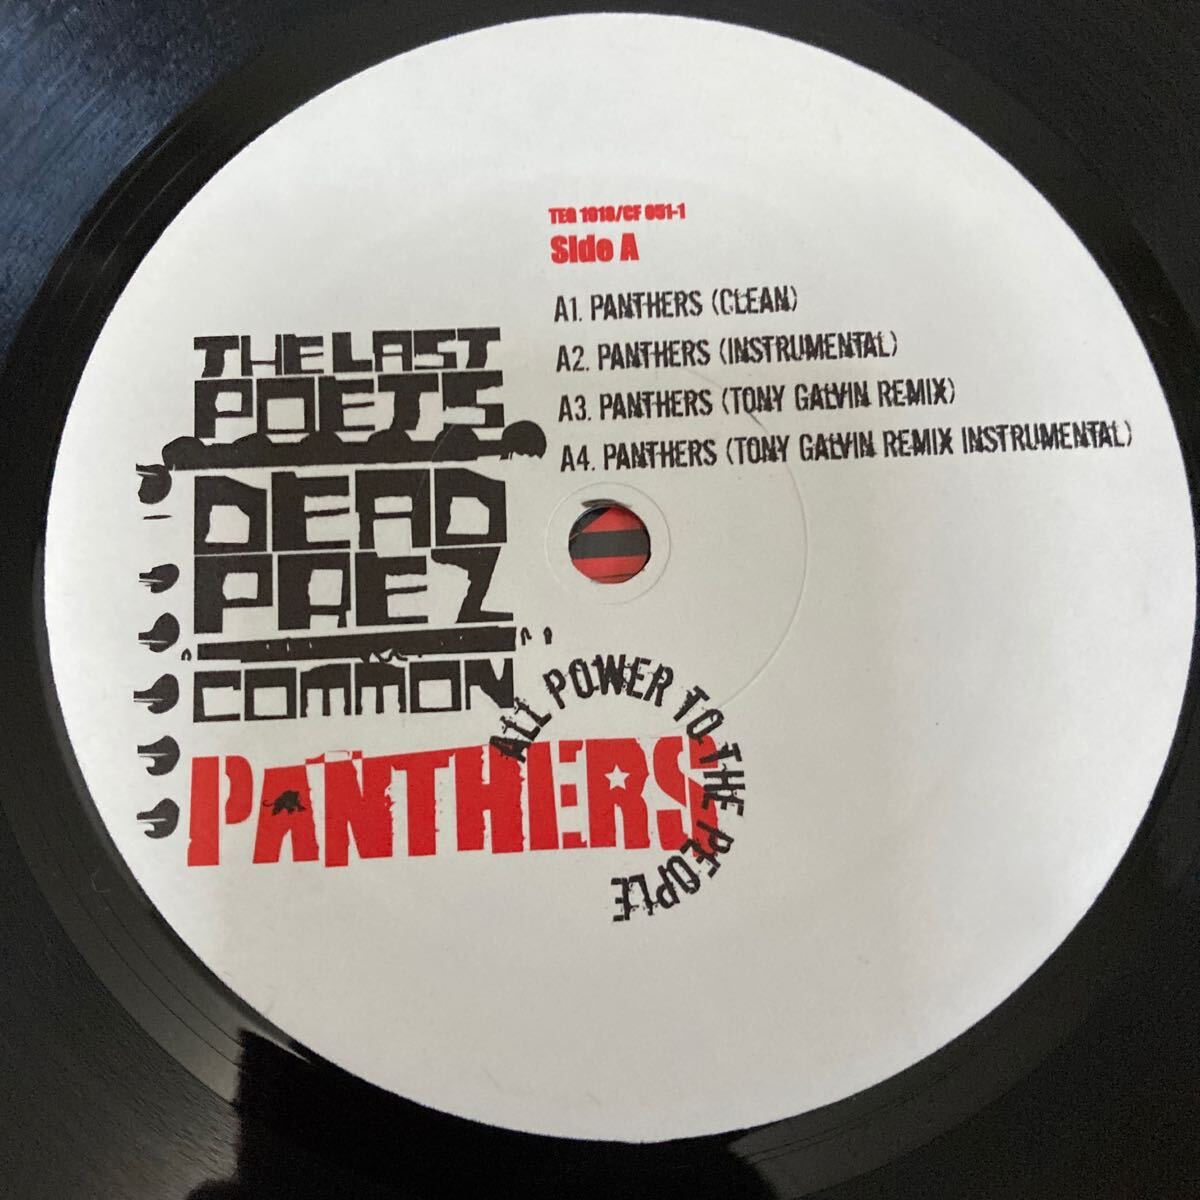 TEQ 1018/CF 051-1
Side A
A1. PANTHERS (CLEAN)
A2. PANTHERS (INSTRUMENTAL)
A3. PANTHERS (TONY GALVIN REMIX)
A4. PANTHERS (TONY GALVIN REMIX INSTRUMENTAL)
THE LAST
POETS
DEAD
PREZ
COMMON
PANTHERS
ALL POWER TO THE PEOPLE